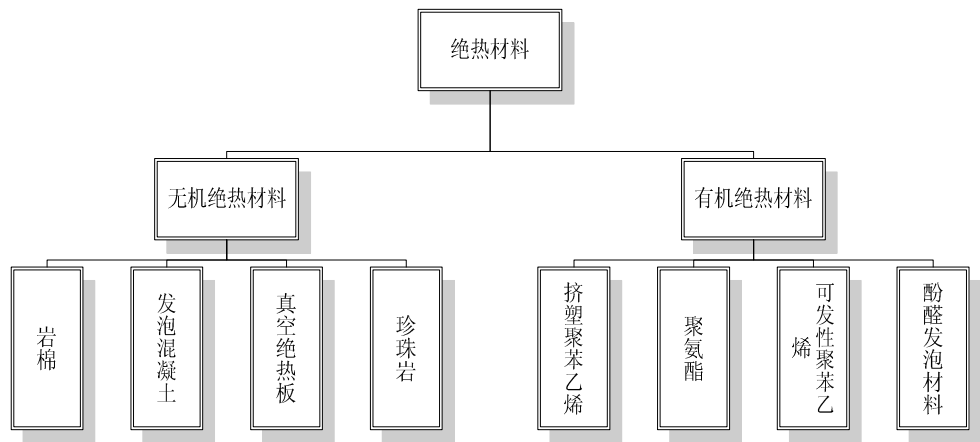 绝热材料
无机绝热材料
有机绝热材料
岩棉
发泡混凝土
真空绝热板
珍珠岩
挤塑聚苯乙烯
聚氨酯
可发性聚苯乙
烯
酚醛发泡材料